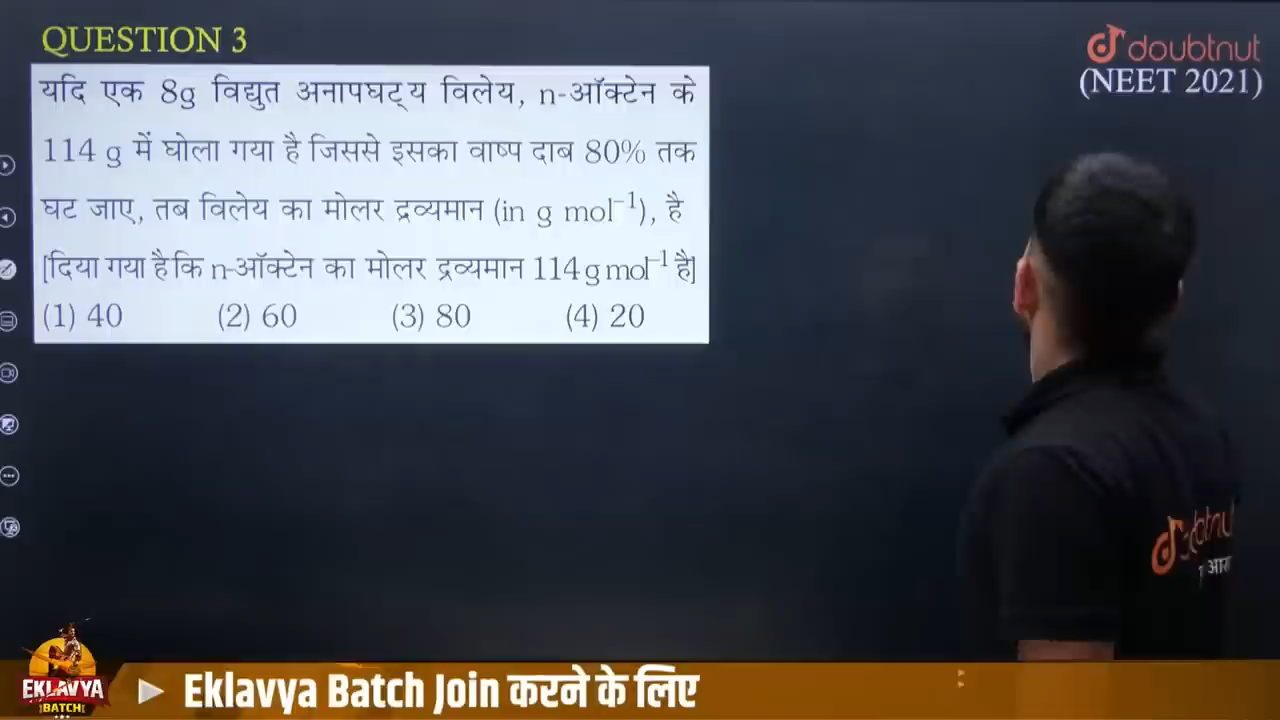 QUESTION 3
doubtnut
(NEET 2021)
यदि एक 8g विद्युत अनापघट्य विलेय, n-ऑक्टेन के
114 g में घोला गया है जिससे इसका वाष्प दाब 80% तक
घट जाए, तब विलेय का मोलर द्रव्यमान (in g mol⁻¹), है
[दिया गया है कि n-ऑक्टेन का मोलर द्रव्यमान 114 g mol⁻¹ है]
(1) 40 (2) 60 (3) 80 (4) 20
doubtnut
EKLAVYA
BATCH
Eklavya Batch Join करने के लिए